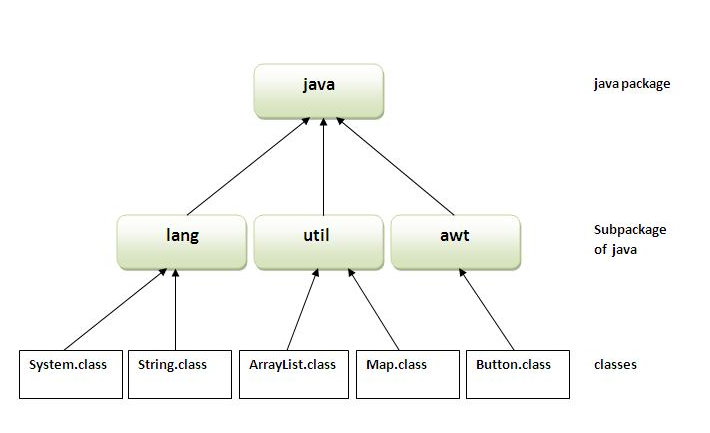 java
java package
lang
util
awt
Subpackage
of java
System.class
String.class
ArrayList.class
Map.class
Button.class
classes